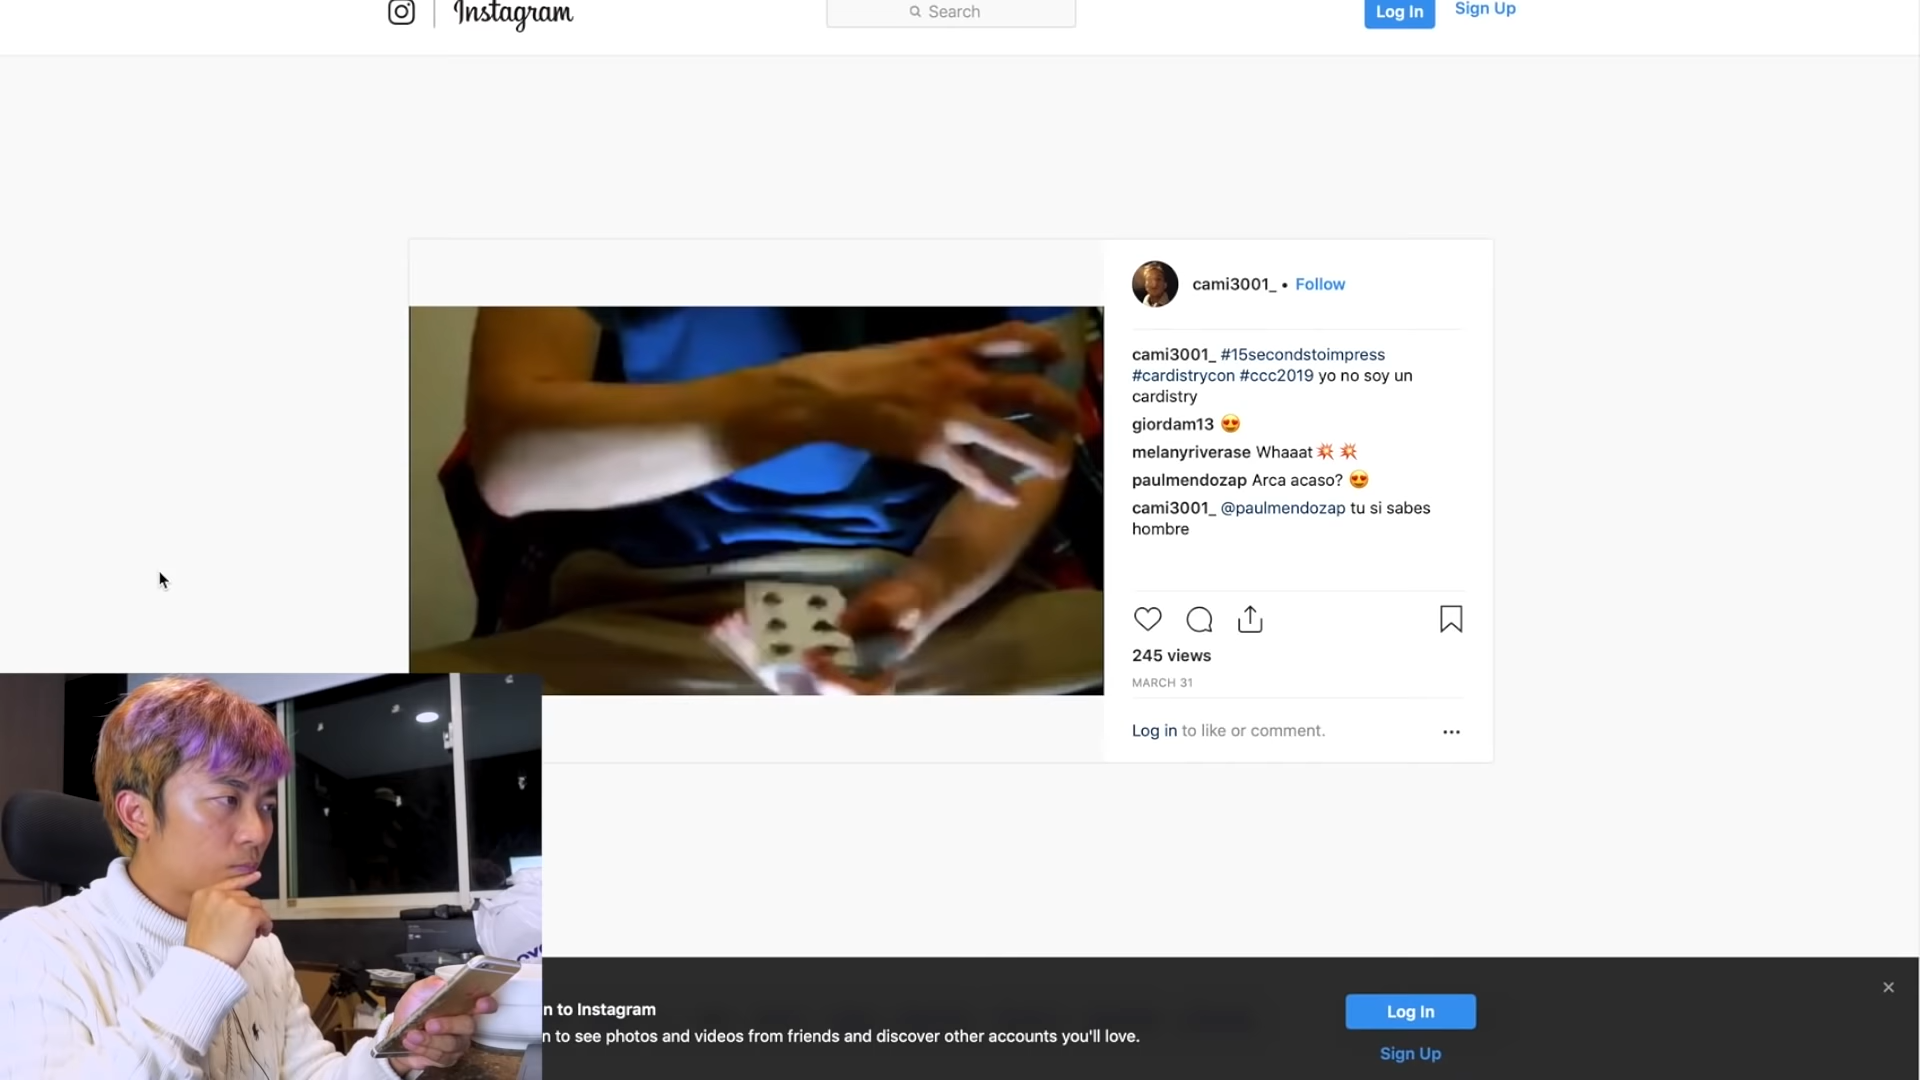 Instagram
Search
Log In
Sign Up
cami3001_ • Follow
cami3001_ #15secondstoimpress
#cardistrycon #ccc2019 yo no soy un
cardistry
giordam13 😍
melanyriverase Whaaat💥 💥
paulmendozap Arca acaso? 😍
cami3001_ @paulmendozap tu si sabes
hombre
245 views
MARCH 31
Log in to like or comment.
n to Instagram
n to see photos and videos from friends and discover other accounts you'll love.
Log In
Sign Up